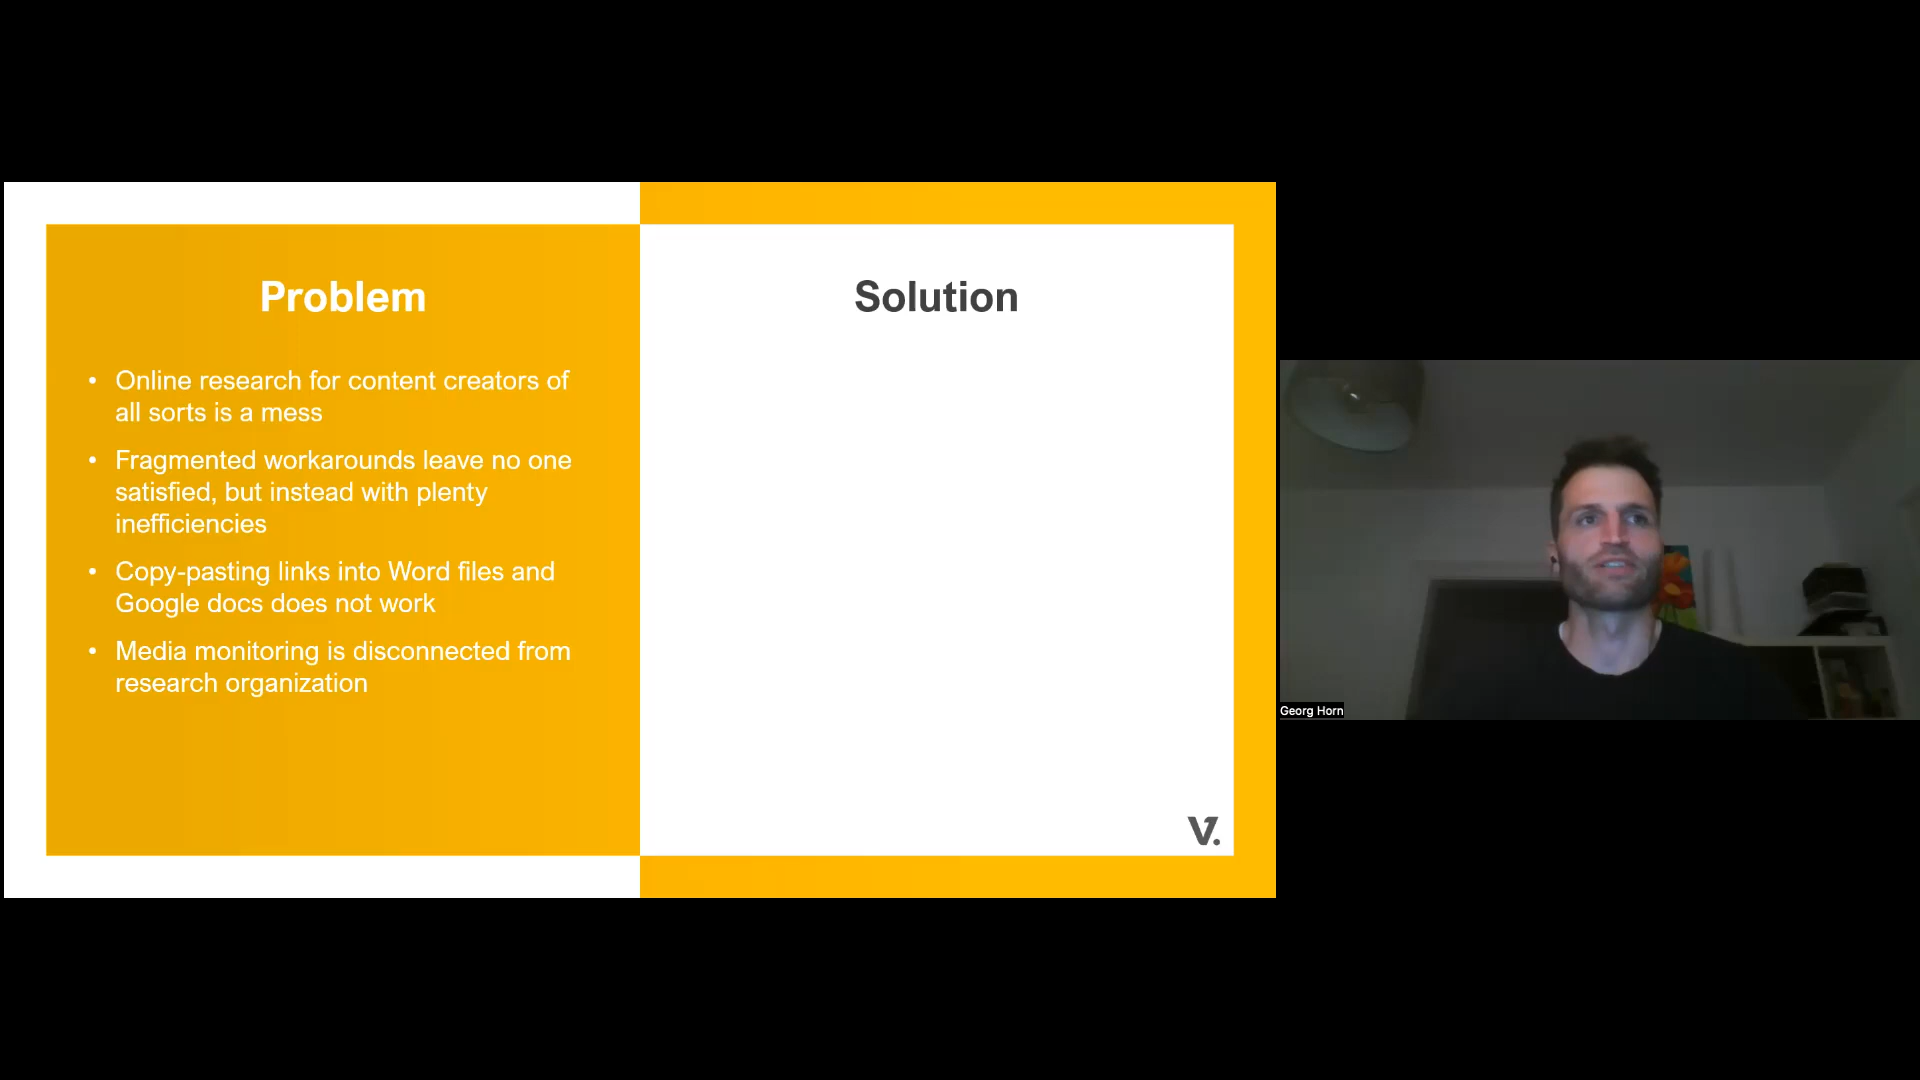 Problem
• Online research for content creators of
all sorts is a mess
• Fragmented workarounds leave no one
satisfied, but instead with plenty
inefficiencies
• Copy-pasting links into Word files and
Google docs does not work
• Media monitoring is disconnected from
research organization
Solution
V.
Georg Horn